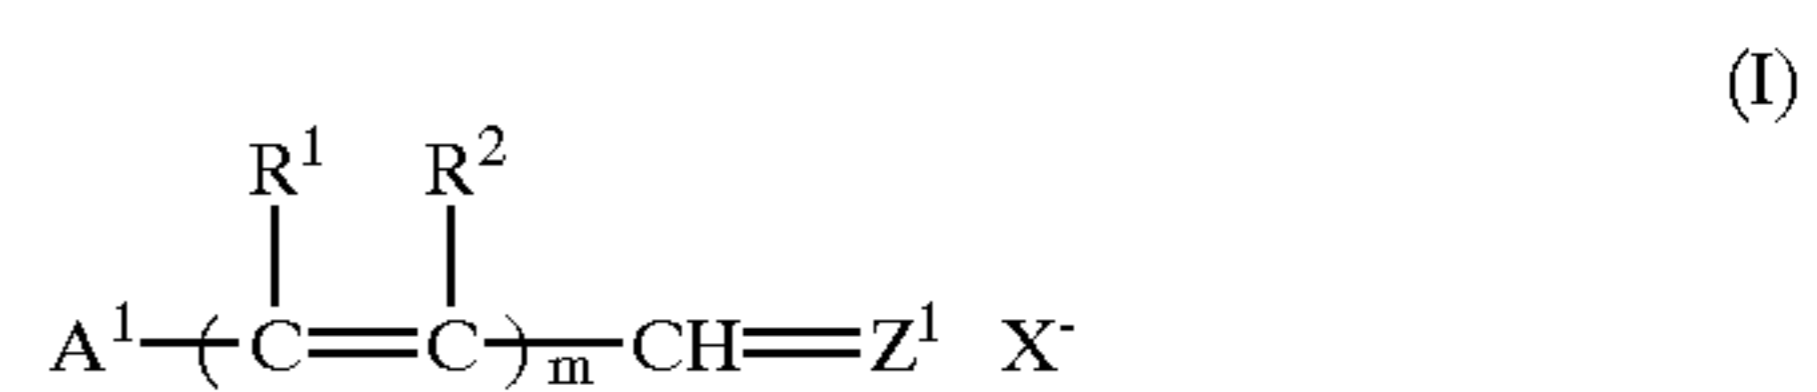 (I)
R¹ R²
A¹—(C=C)ₘ—CH=Z¹ X⁻